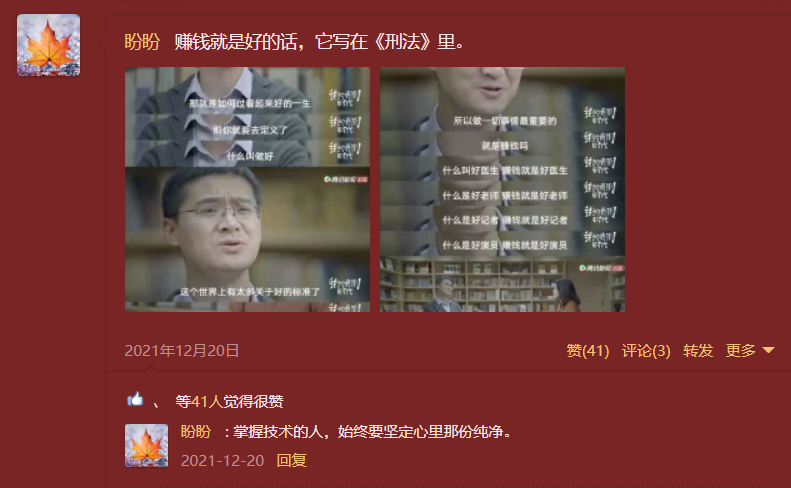 盼盼 赚钱就是好的话，它写在《刑法》里。
那就是如何过看起来好的一生
那你就要去定义了
什么叫做好
腾讯新闻
这个世界上有太多关于好的标准了
所以做一切事情最重要的
就是赚钱吗
什么叫好医生 赚钱就是好医生
什么是好老师 赚钱就是好老师
什么是好记者 赚钱就是好记者
什么是好演员 赚钱就是好演员
腾讯新闻
2021年12月20日
赞(41) 评论(3) 转发 更多
、 等41人觉得很赞
盼盼 : 掌握技术的人，始终要坚定心里那份纯净。
2021-12-20 回复